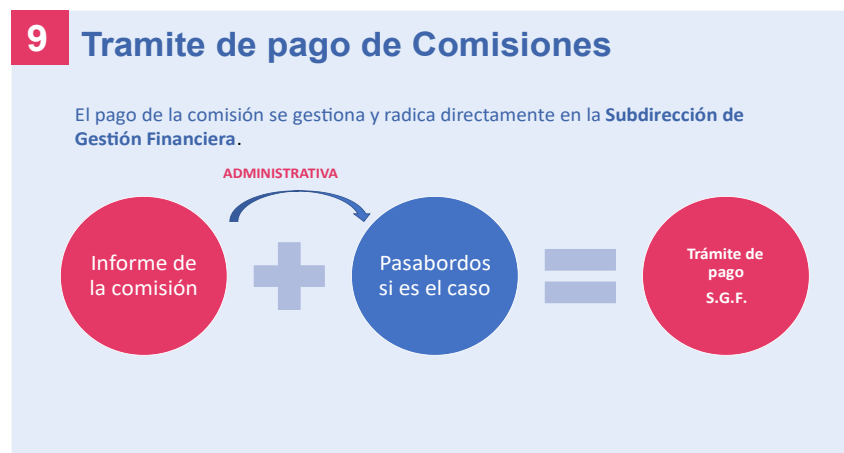 9
Tramite de pago de Comisiones
El pago de la comisión se gestiona y radica directamente en la Subdirección de
Gestión Financiera.
ADMINISTRATIVA
Informe de
la comisión
Pasabordos
si es el caso
Trámite de
pago
S.G.F.